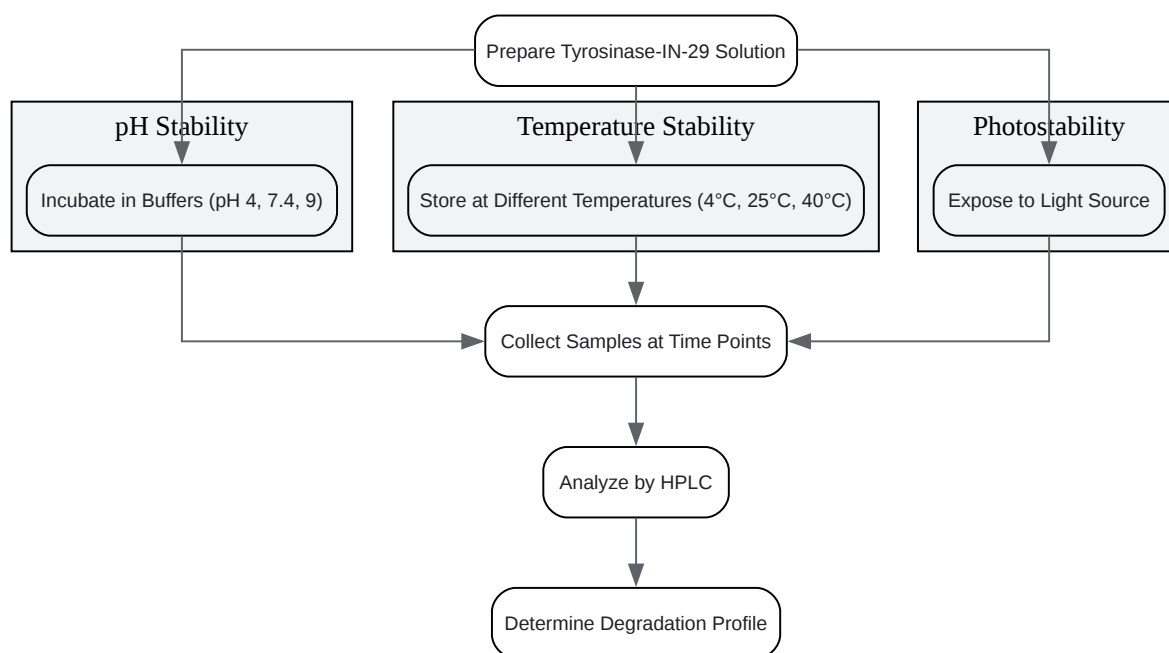 Prepare Tyrosinase-IN-29 Solution
pH Stability
Temperature Stability
Photostability
Incubate in Buffers (pH 4, 7.4, 9)
Store at Different Temperatures (4°C, 25°C, 40°C)
Expose to Light Source
Collect Samples at Time Points
Analyze by HPLC
Determine Degradation Profile